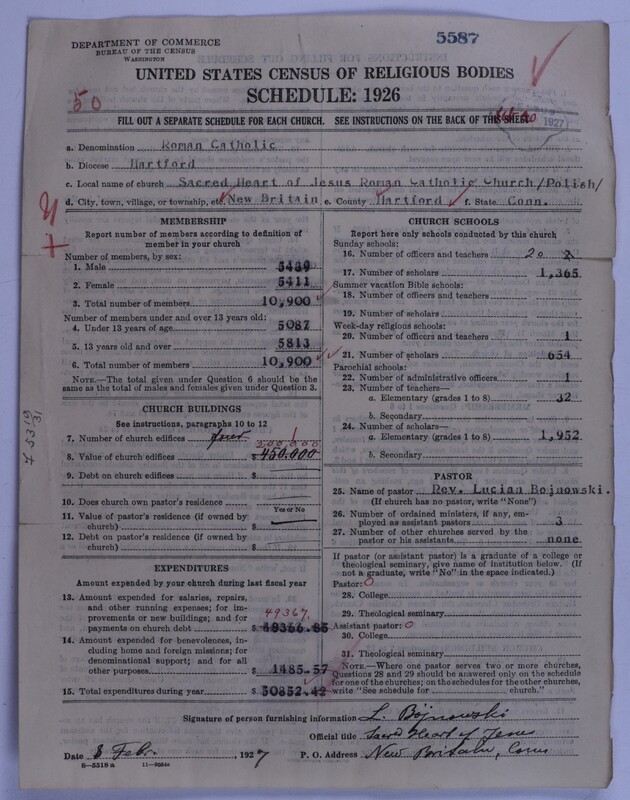 5587
DEPARTMENT OF COMMERCE
BUREAU OF THE CENSUS
WASHINGTON
UNITED STATES CENSUS OF RELIGIOUS BODIES
SCHEDULE: 1926
50
FILL OUT A SEPARATE SCHEDULE FOR EACH CHURCH. SEE INSTRUCTIONS ON THE BACK OF THIS SHEET
1927
a. Denomination Roman Catholic
b. Diocese Hartford
c. Local name of church Sacred Heart of Jesus Roman Catholic Church/Polish/
d. City, town, village, or township, etc New Britain e. County Hartford f. State Conn.
MEMBERSHIP
Report number of members according to definition of
member in your church
Number of members, by sex:
1. Male 5489
2. Female 5411
3. Total number of members 10,900
Number of members under and over 13 years old:
4. Under 13 years of age 5087
5. 13 years old and over 5813
6. Total number of members 10,900
NOTE.—The total given under Question 6 should be
same as the total of males and females given under Question 3.
CHURCH BUILDINGS
See instructions, paragraphs 10 to 12
7. Number of church edifices four 1
300.000
8. Value of church edifices $ 450.000
9. Debt on church edifices $
10. Does church own pastor's residence
Yes or No
11. Value of pastor's residence (if owned by
church) $
12. Debt on pastor's residence (if owned by
church) $
EXPENDITURES
Amount expended by your church during last fiscal year
13. Amount expended for salaries, repairs,
and other running expenses; for im-
provements or new buildings; and for
payments on church debt $ 49366.85
49367.
14. Amount expended for benevolences, in-
cluding home and foreign missions; for
denominational support; and for all
other purposes $ 1485.57
15. Total expenditures during year $ 50852.42
CHURCH SCHOOLS
Report here only schools conducted by this church
Sunday schools:
16. Number of officers and teachers 20
17. Number of scholars 1,365
Summer vacation Bible schools:
18. Number of officers and teachers
19. Number of scholars
Week-day religious schools:
20. Number of officers and teachers 1
21. Number of scholars 654
Parochial schools:
22. Number of administrative officers 1
23. Number of teachers—
a. Elementary (grades 1 to 8) 32
b. Secondary
24. Number of scholars—
a. Elementary (grades 1 to 8) 1,952
b. Secondary
PASTOR
25. Name of pastor Rev. Lucian Bojnowski.
(If church has no pastor, write "None")
26. Number of ordained ministers, if any, em-
ployed as assistant pastors 3
27. Number of other churches served by the
pastor or his assistants none
If pastor (or assistant pastor) is a graduate of a college or
theological seminary, give name of institution below. (If
not a graduate, write "No" in the space indicated.)
Pastor: 0
28. College
29. Theological seminary
Assistant pastor: 0
30. College
31. Theological seminary
NOTE.—Where one pastor serves two or more churches,
Questions 28 and 29 should be answered only on the schedule
for one of the churches; on the schedules for the other churches,
write "See schedule for church."
Signature of person furnishing information L. Bojnowski
Official title Sacred Heart of Jesus
Date 8 Febr. , 1927 P. O. Address New Britain, Conn
8—5318a 11—9384a